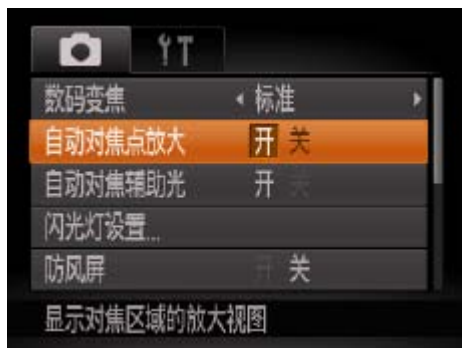 数码变焦 标准
自动对焦点放大 开 关
自动对焦辅助光 开 关
闪光灯设置...
防风屏 开 关
显示对焦区域的放大视图